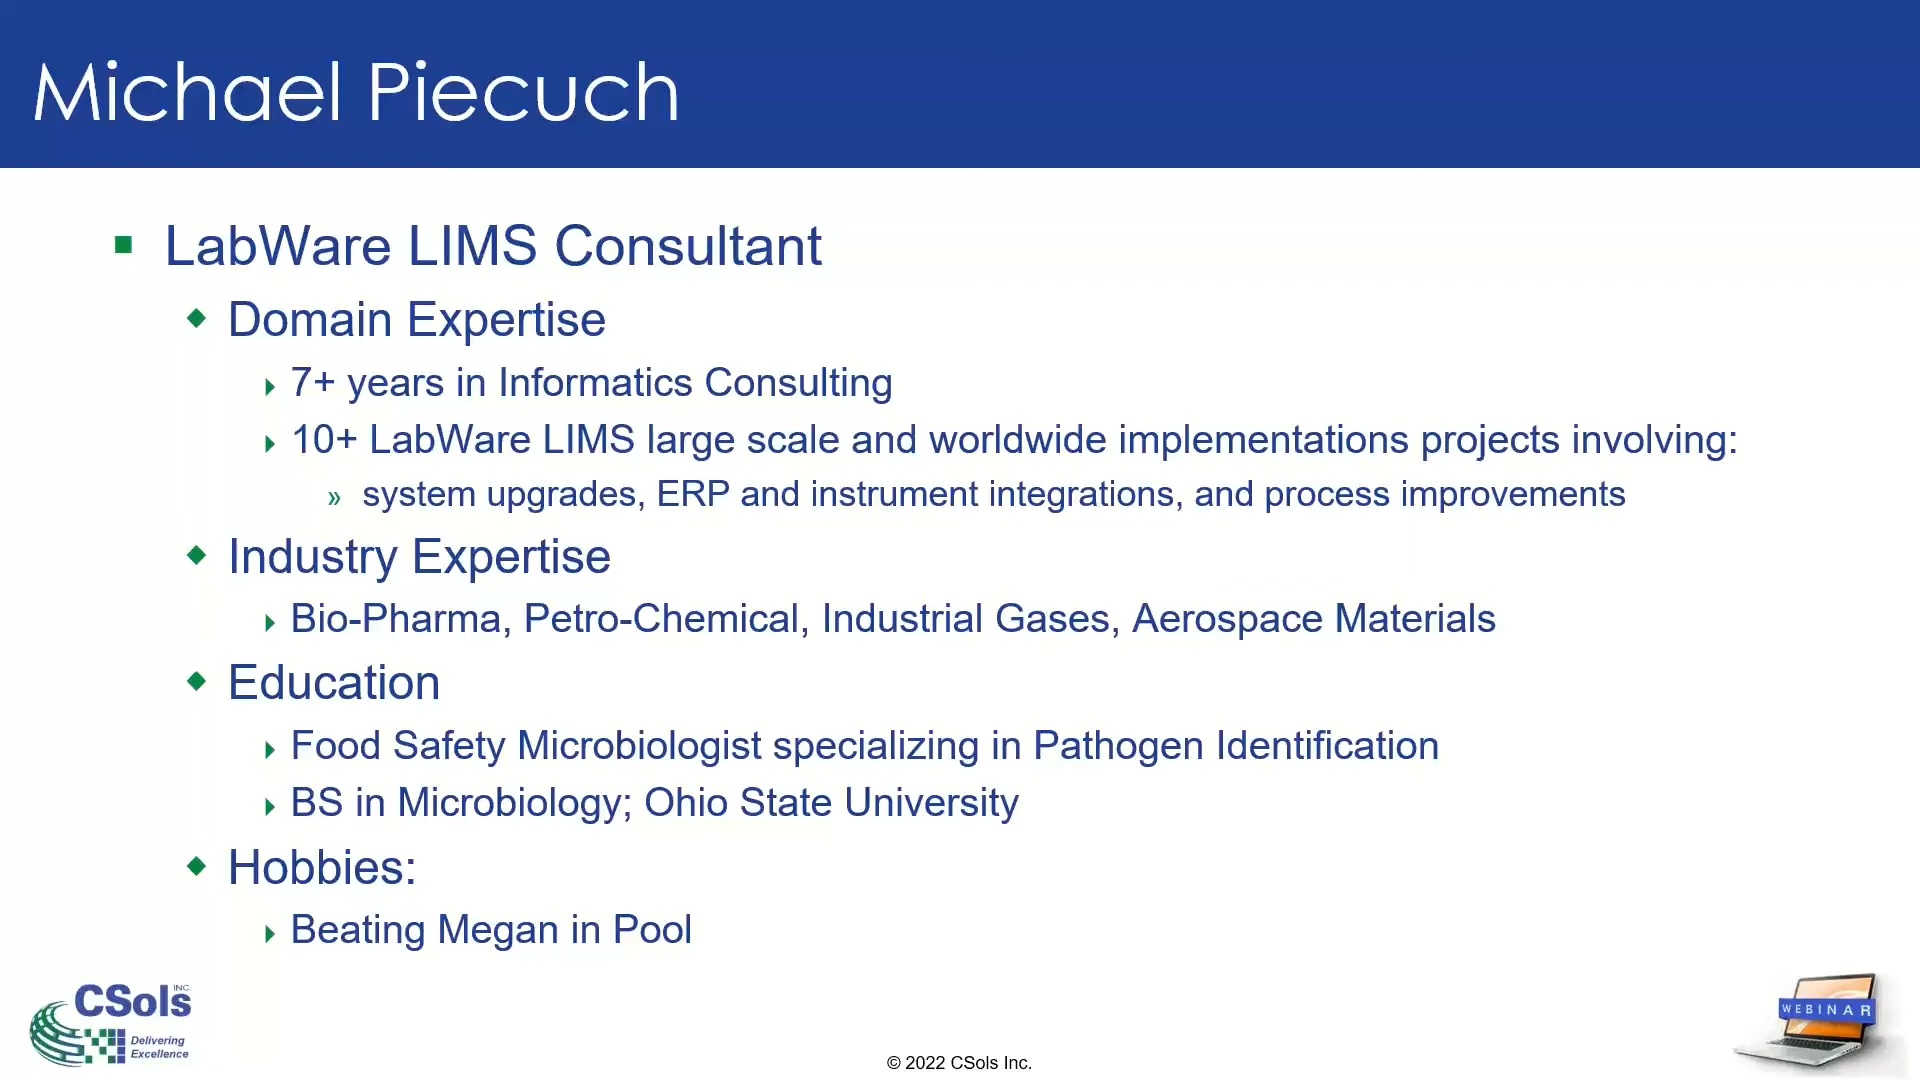 Michael Piecuch
LabWare LIMS Consultant
Domain Expertise
7+ years in Informatics Consulting
10+ LabWare LIMS large scale and worldwide implementations projects involving:
» system upgrades, ERP and instrument integrations, and process improvements
Industry Expertise
Bio-Pharma, Petro-Chemical, Industrial Gases, Aerospace Materials
Education
Food Safety Microbiologist specializing in Pathogen Identification
BS in Microbiology; Ohio State University
Hobbies:
Beating Megan in Pool
CSols INC.
Delivering
Excellence
© 2022 CSols Inc.
WEBINAR